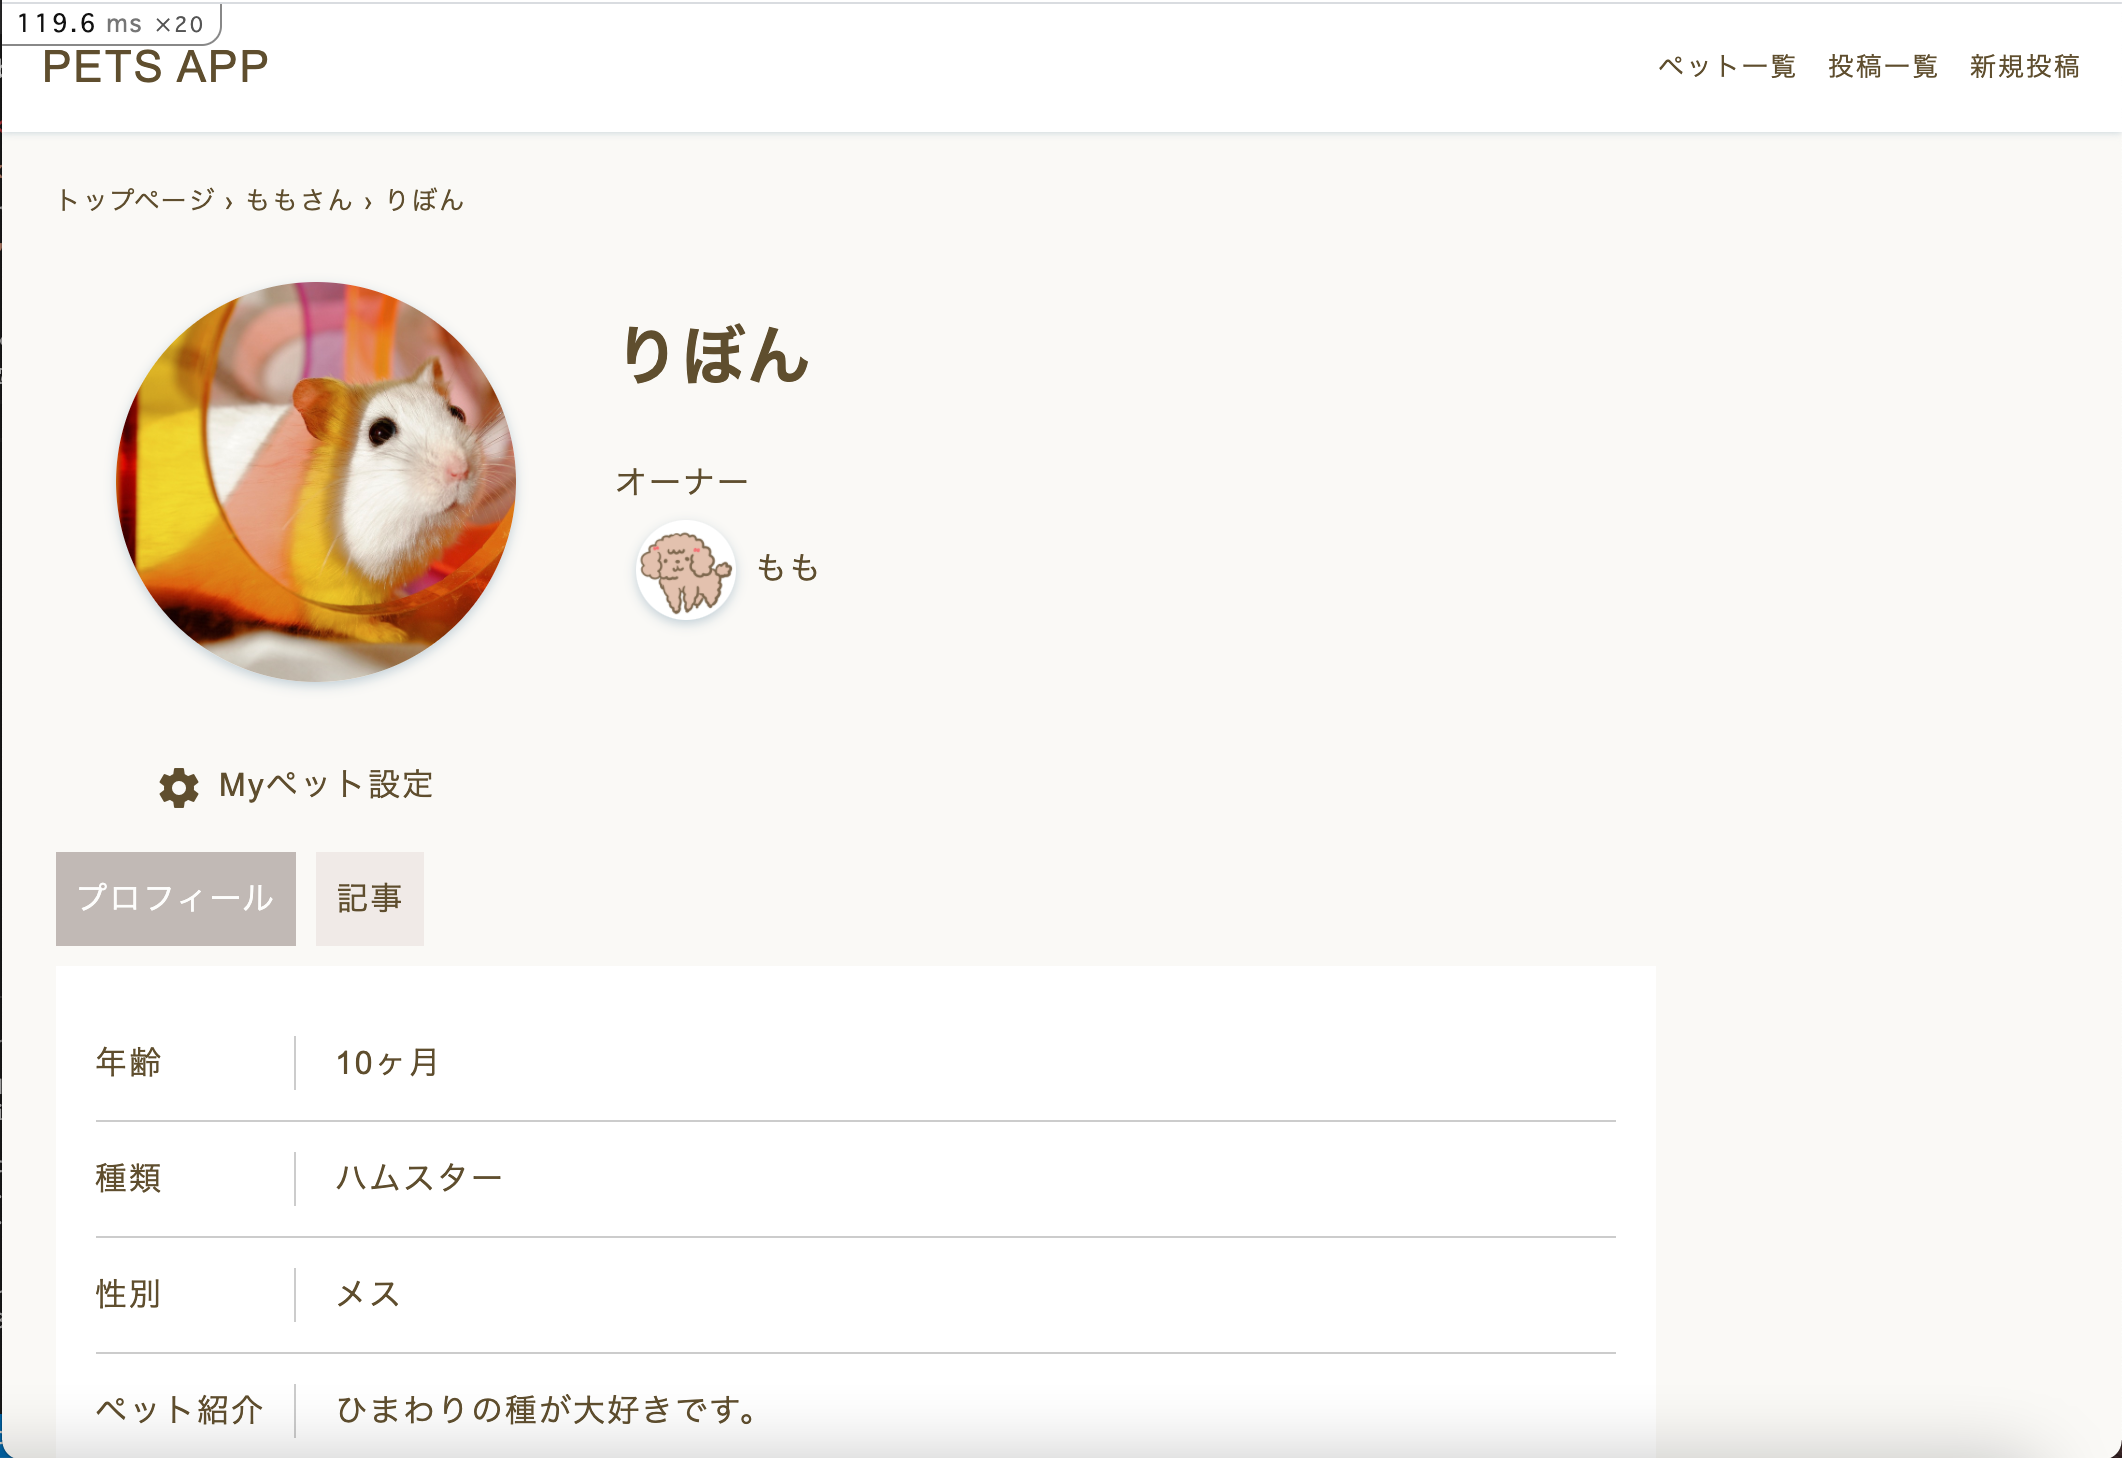 119.6 ms ×20
PETS APP
ペット一覧 投稿一覧 新規投稿
トップページ › ももさん › りぼん
りぼん
オーナー
もも
Myペット設定
プロフィール 記事
年齢 10ヶ月
種類 ハムスター
性別 メス
ペット紹介 ひまわりの種が大好きです。